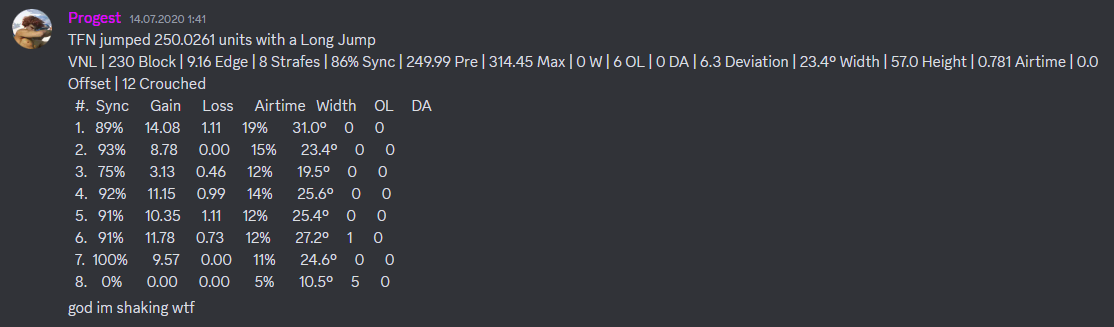 Progest 14.07.2020 1:41
TFN jumped 250.0261 units with a Long Jump
VNL | 230 Block | 9.16 Edge | 8 Strafes | 86% Sync | 249.99 Pre | 314.45 Max | 0 W | 6 OL | 0 DA | 6.3 Deviation | 23.4° Width | 57.0 Height | 0.781 Airtime | 0.0
Offset | 12 Crouched
#. Sync Gain Loss Airtime Width OL DA
1. 89% 14.08 1.11 19% 31.0° 0 0
2. 93% 8.78 0.00 15% 23.4° 0 0
3. 75% 3.13 0.46 12% 19.5° 0 0
4. 92% 11.15 0.99 14% 25.6° 0 0
5. 91% 10.35 1.11 12% 25.4° 0 0
6. 91% 11.78 0.73 12% 27.2° 1 0
7. 100% 9.57 0.00 11% 24.6° 0 0
8. 0% 0.00 0.00 5% 10.5° 5 0
god im shaking wtf